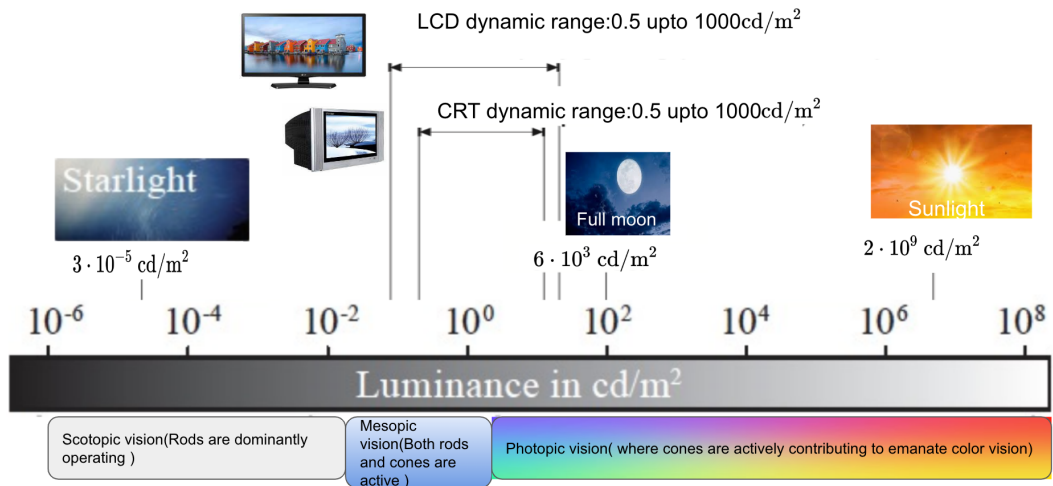 LCD dynamic range:0.5 upto 1000cd/m²
CRT dynamic range:0.5 upto 1000cd/m²
Starlight
Full moon
Sunlight
3 · 10⁻⁵ cd/m²
6 · 10³ cd/m²
2 · 10⁹ cd/m²
10⁻⁶ 10⁻⁴ 10⁻² 10⁰ 10² 10⁴ 10⁶ 10⁸
Luminance in cd/m²
Scotopic vision(Rods are dominantly
operating )
Mesopic
vision(Both rods
and cones are
active )
Photopic vision( where cones are actively contributing to emanate color vision)